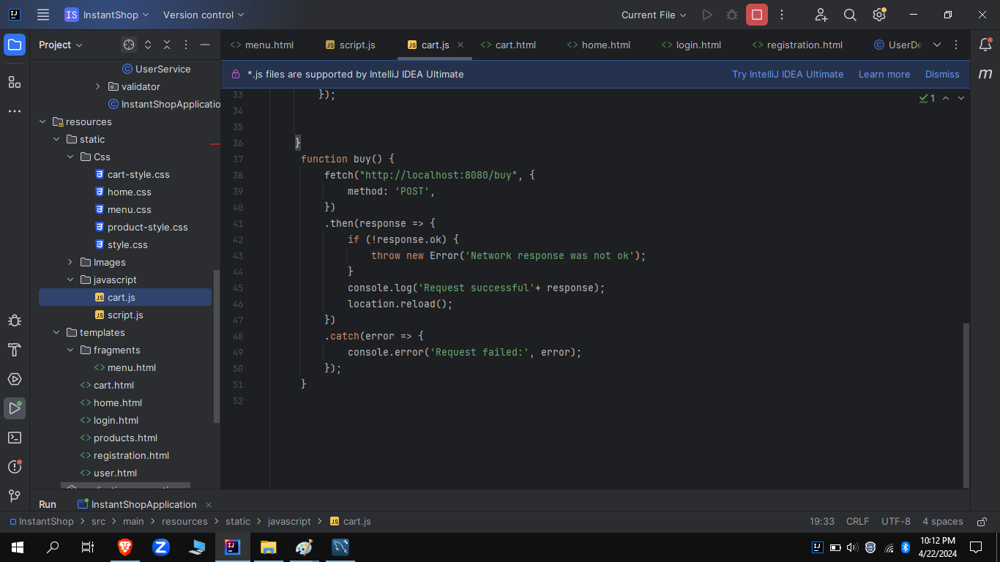 IS InstantShop Version control Current File
Project
menu.html script.js cart.js cart.html home.html login.html registration.html UserDe
*.js files are supported by IntelliJ IDEA Ultimate Try IntelliJ IDEA Ultimate Learn more Dismiss
UserService
validator
InstantShopApplicatio
resources
static
Css
cart-style.css
home.css
menu.css
product-style.css
style.css
Images
javascript
JS cart.js
JS script.js
templates
fragments
menu.html
cart.html
home.html
login.html
products.html
registration.html
user.html
1
33 });
34
35
36 }
37 function buy() {
38 fetch("http://localhost:8080/buy", {
39 method: 'POST',
40 })
41 .then(response => {
42 if (!response.ok) {
43 throw new Error('Network response was not ok');
44 }
45 console.log('Request successful'+ response);
46 location.reload();
47 })
48 .catch(error => {
49 console.error('Request failed:', error);
50 });
51 }
52
Run InstantShopApplication
InstantShop > src > main > resources > static > javascript > JS cart.js 19:33 CRLF UTF-8 4 spaces
10:12 PM
4/22/2024